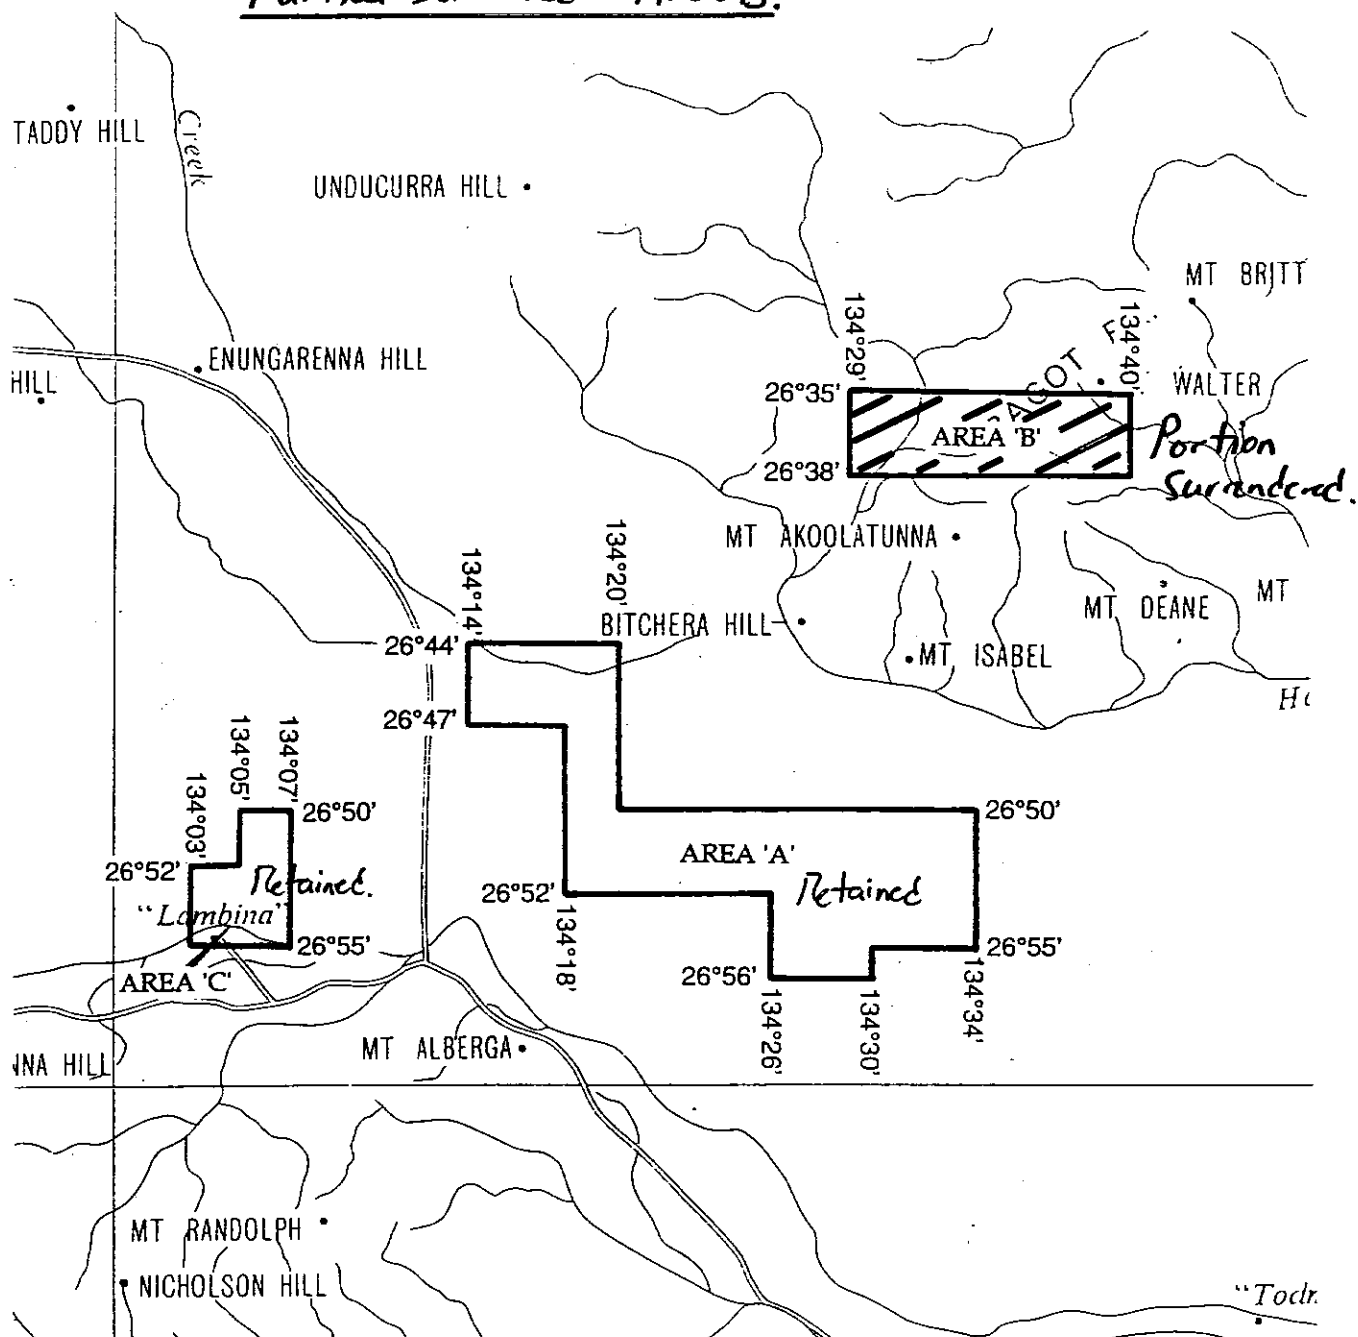 TADDY HILL
Creek
UNDUCURRA HILL
MT BRITT
ENUNGARENNA HILL
HILL
134°29'
134°40'
26°35'
WALTER
AREA 'B'
Portion
Surrendered.
26°38'
MT AKOOLATUNNA
134°14'
134°20'
MT DEANE
MT
BITCHERA HILL
26°44'
MT ISABEL
26°47'
134°03'
134°05'
134°07'
26°50'
26°50'
26°52'
Retained.
AREA 'A'
Retained
"Lambina"
26°52'
134°18'
26°55'
26°55'
AREA 'C'
26°56'
134°26'
134°30'
134°34'
NNA HILL
MT ALBERGA
MT RANDOLPH
NICHOLSON HILL